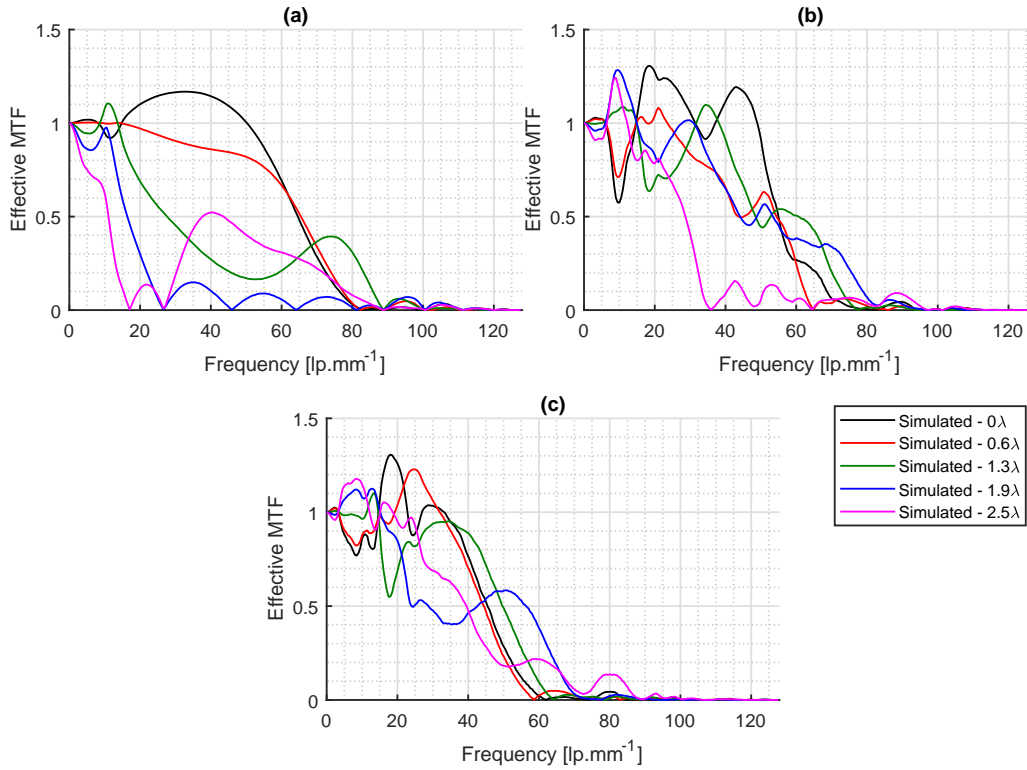 (a)
1.5
1
0.5
0
Effective MTF
0 20 40 60 80 100 120
Frequency [lp.mm⁻¹]
(b)
1.5
1
0.5
0
Effective MTF
0 20 40 60 80 100 120
Frequency [lp.mm⁻¹]
(c)
1.5
1
0.5
0
Effective MTF
0 20 40 60 80 100 120
Frequency [lp.mm⁻¹]
Simulated - 0λ
Simulated - 0.6λ
Simulated - 1.3λ
Simulated - 1.9λ
Simulated - 2.5λ